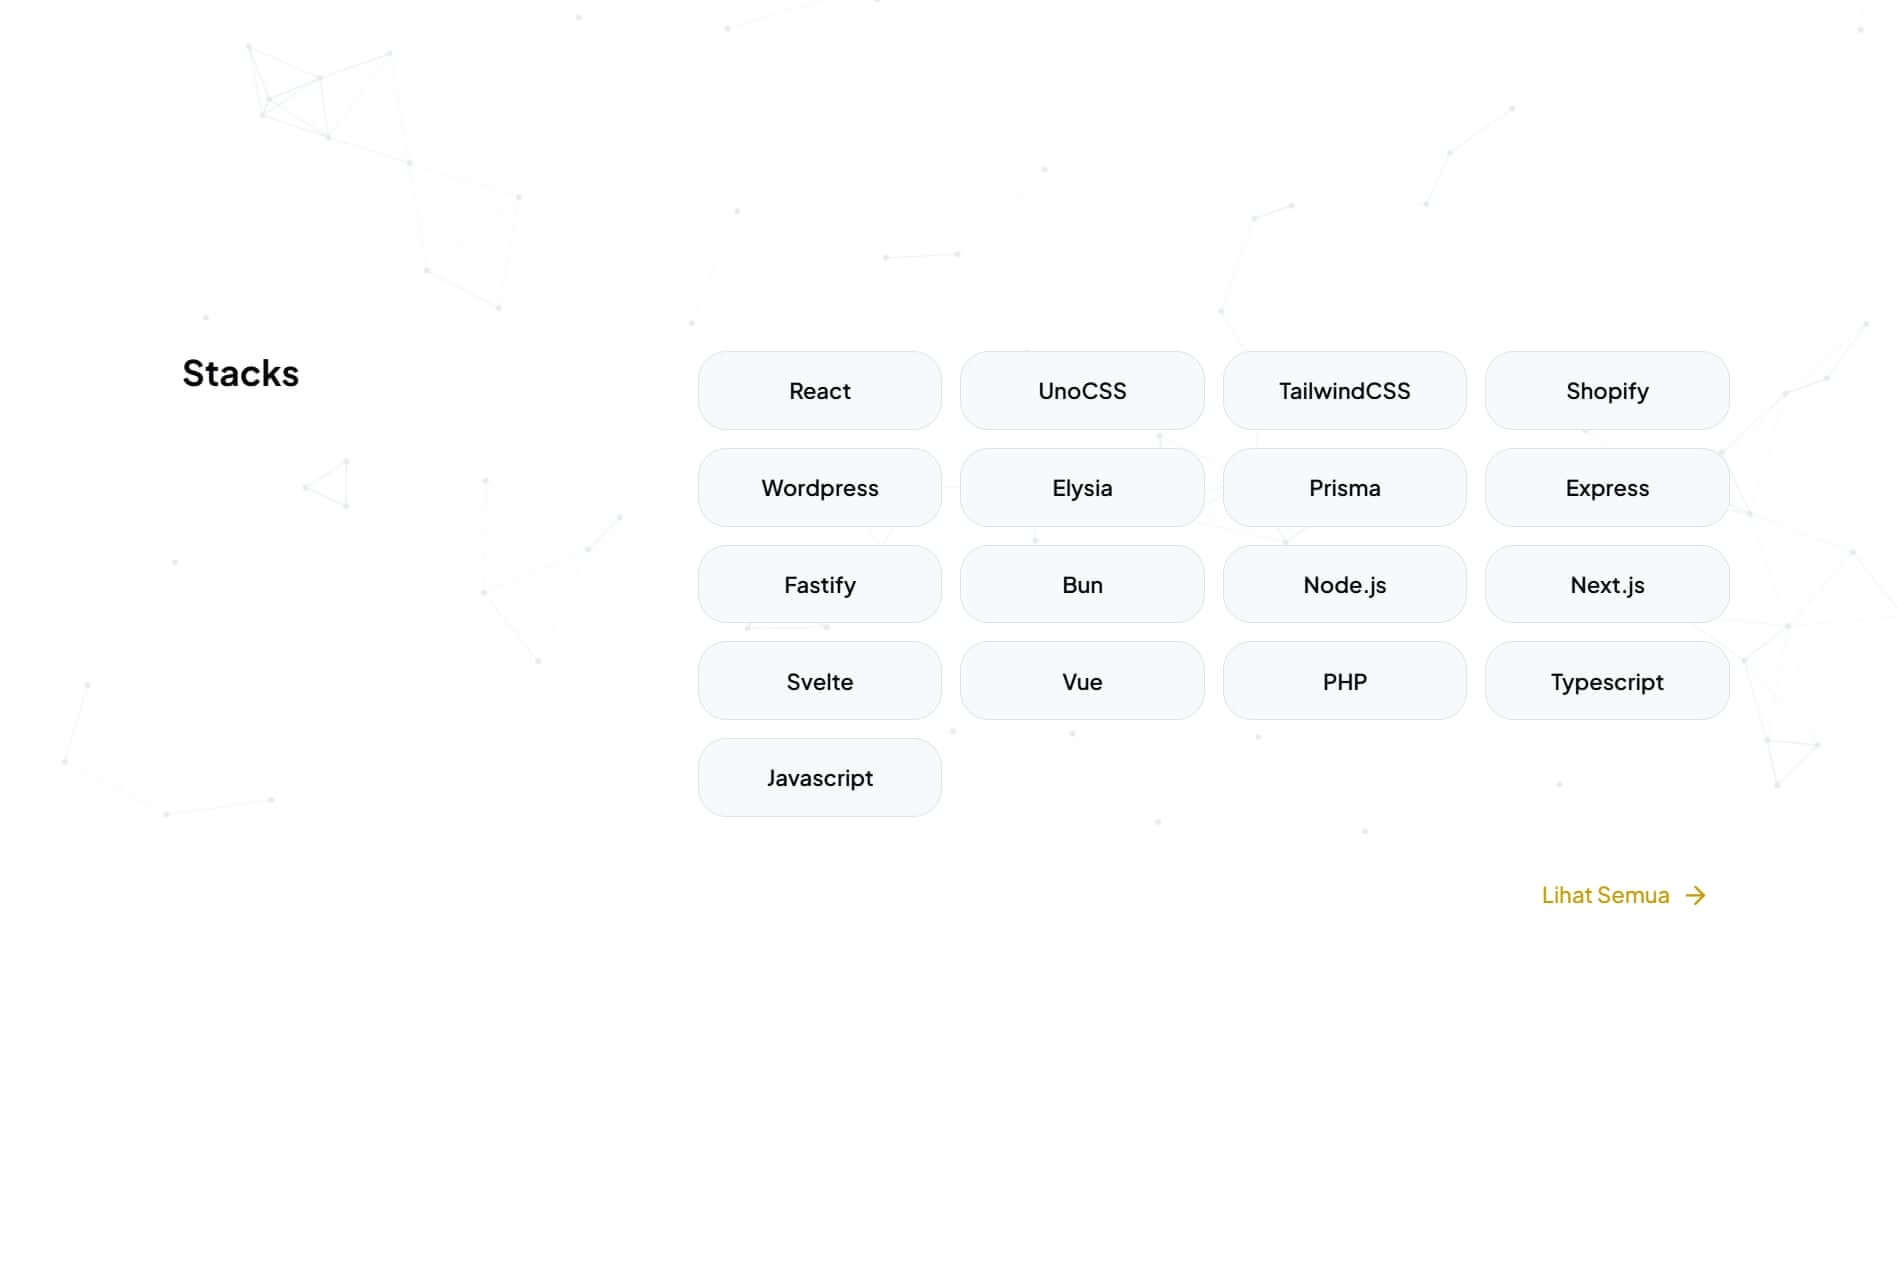 Stacks
React
UnoCSS
TailwindCSS
Shopify
Wordpress
Elysia
Prisma
Express
Fastify
Bun
Node.js
Next.js
Svelte
Vue
PHP
Typescript
Javascript
Lihat Semua